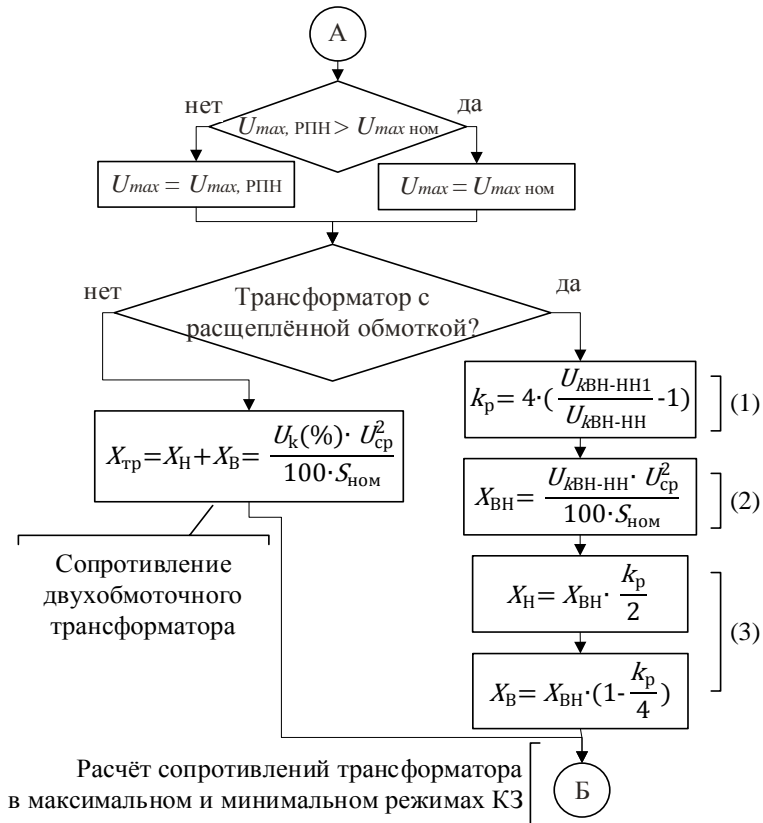 А
нет
да
Umax, РПН > Umax ном
Umax = Umax, РПН
Umax = Umax ном
нет
да
Трансформатор с
расщеплённой обмоткой?
kр = 4·(UkВН-НН1/UkВН-НН -1)
(1)
Xтр = XН + XВ = Uk(%)·Uср²/100·Sном
XВН = UkВН-НН·Uср²/100·Sном
(2)
Сопротивление
двухобмоточного
трансформатора
XН = XВН·kр/2
(3)
XВ = XВН·(1-kр/4)
Расчёт сопротивлений трансформатора
в максимальном и минимальном режимах КЗ
Б